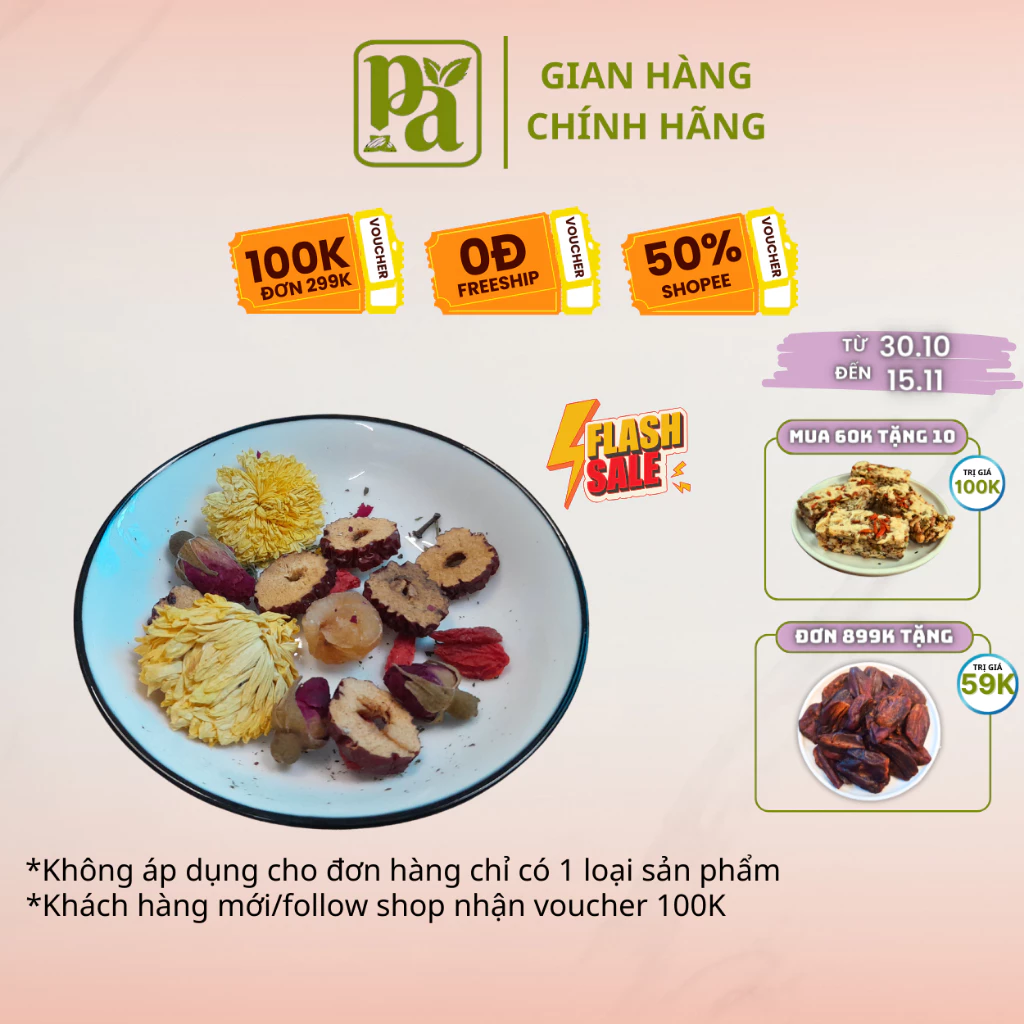 pa
GIAN HÀNG
CHÍNH HÃNG
100K
ĐƠN 299K
VOUCHER
0Đ
FREESHIP
VOUCHER
50%
SHOPEE
VOUCHER
TỪ 30.10
ĐẾN 15.11
FLASH
SALE
MUA 60K TẶNG 10
TRỊ GIÁ
100K
ĐƠN 899K TẶNG
TRỊ GIÁ
59K
*Không áp dụng cho đơn hàng chỉ có 1 loại sản phẩm
*Khách hàng mới/follow shop nhận voucher 100K